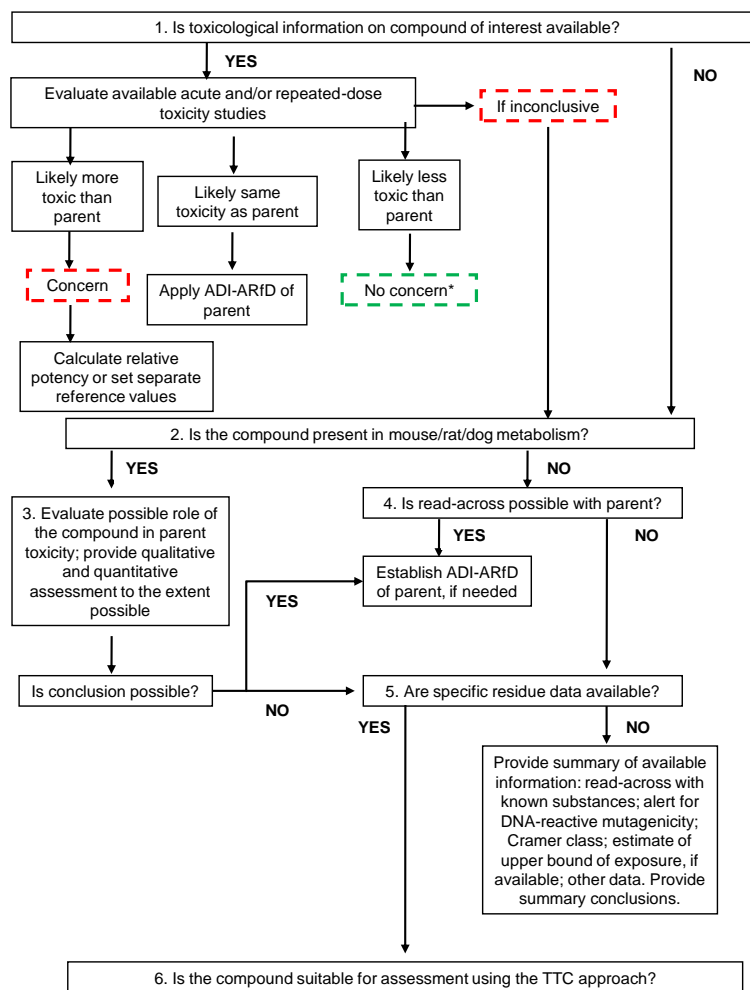 1. Is toxicological information on compound of interest available?
YES
NO
Evaluate available acute and/or repeated-dose
toxicity studies
If inconclusive
Likely more
toxic than
parent
Likely same
toxicity as parent
Likely less
toxic than
parent
Concern
Apply ADI-ARfD of
parent
No concern*
Calculate relative
potency or set separate
reference values
2. Is the compound present in mouse/rat/dog metabolism?
YES
NO
3. Evaluate possible role of
the compound in parent
toxicity; provide qualitative
and quantitative
assessment to the extent
possible
4. Is read-across possible with parent?
YES
NO
Establish ADI-ARfD
of parent, if needed
YES
Is conclusion possible?
NO
5. Are specific residue data available?
YES
NO
Provide summary of available
information: read-across with
known substances; alert for
DNA-reactive mutagenicity;
Cramer class; estimate of
upper bound of exposure, if
available; other data. Provide
summary conclusions.
6. Is the compound suitable for assessment using the TTC approach?